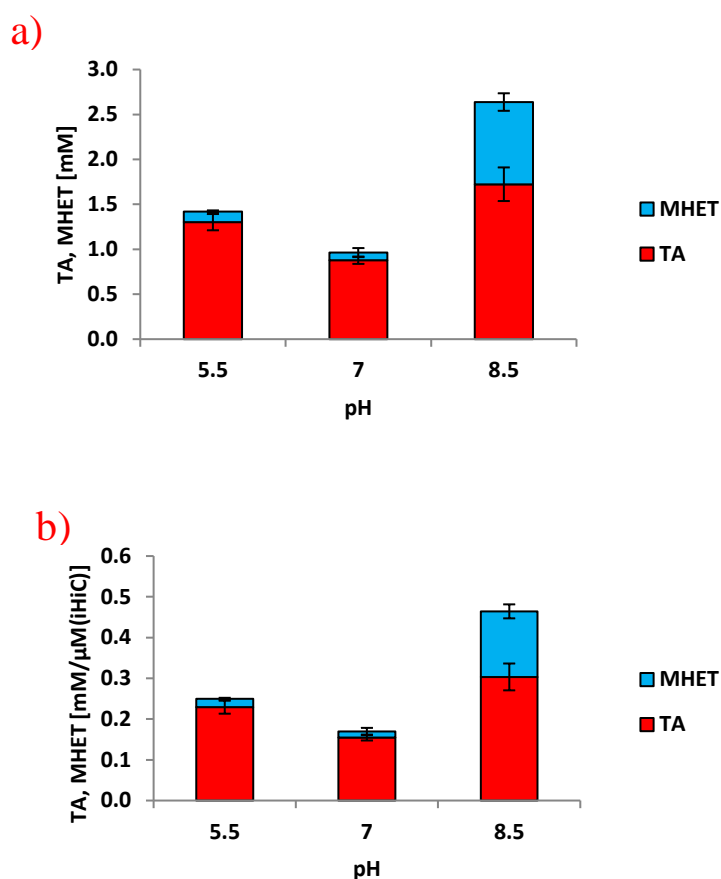 a)
TA, MHET [mM]
3.0
2.5
2.0
1.5
1.0
0.5
0.0
5.5 7 8.5
pH
MHET
TA
b)
TA, MHET [mM/µM(iHiC)]
0.6
0.5
0.4
0.3
0.2
0.1
0.0
5.5 7 8.5
pH
MHET
TA